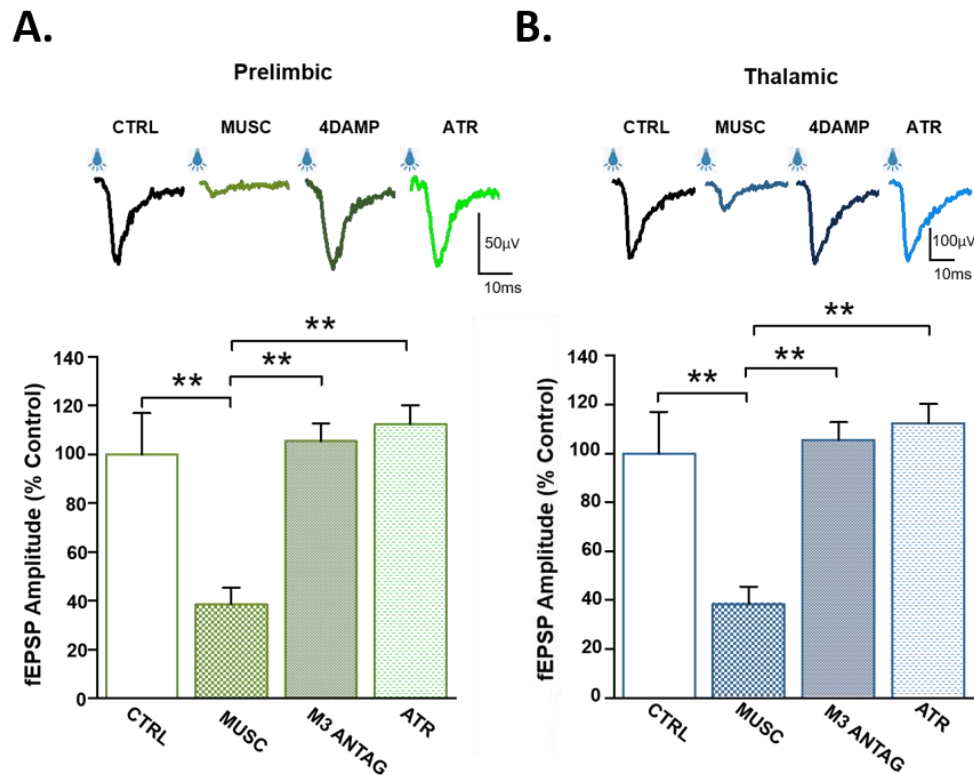 A.
Prelimbic
CTRL MUSC 4DAMP ATR
50µV
10ms
fEPSP Amplitude (% Control)
140
120
100
80
60
40
20
0
**
**
**
CTRL
MUSC
M3 ANTAG
ATR
B.
Thalamic
CTRL MUSC 4DAMP ATR
100µV
10ms
fEPSP Amplitude (% Control)
140
120
100
80
60
40
20
0
**
**
**
CTRL
MUSC
M3 ANTAG
ATR